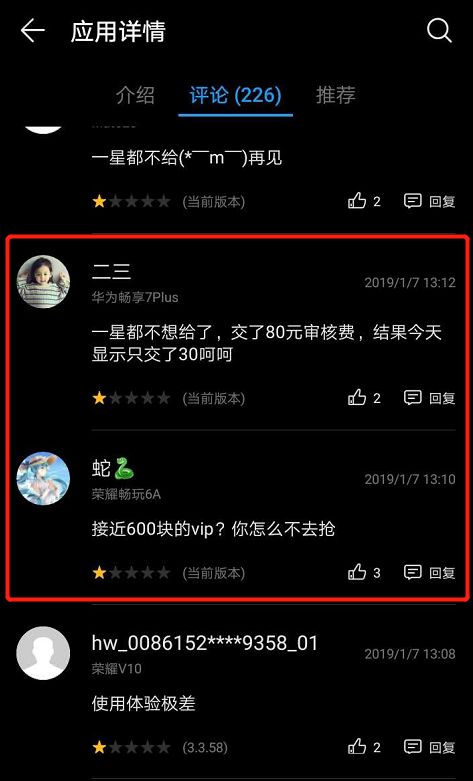 应用详情
介绍
评论 (226)
推荐
一星都不给(*￣m￣)再见
(当前版本)
2
回复
二三
2019/1/7 13:12
华为畅享7Plus
一星都不想给了，交了80元审核费，结果今天
显示只交了30呵呵
(当前版本)
2
回复
蛇🐍
2019/1/7 13:10
荣耀畅玩6A
接近600块的vip？你怎么不去抢
(当前版本)
3
回复
hw_0086152****9358_01
2019/1/7 13:08
荣耀V10
使用体验极差
(3.3.58)
2
回复